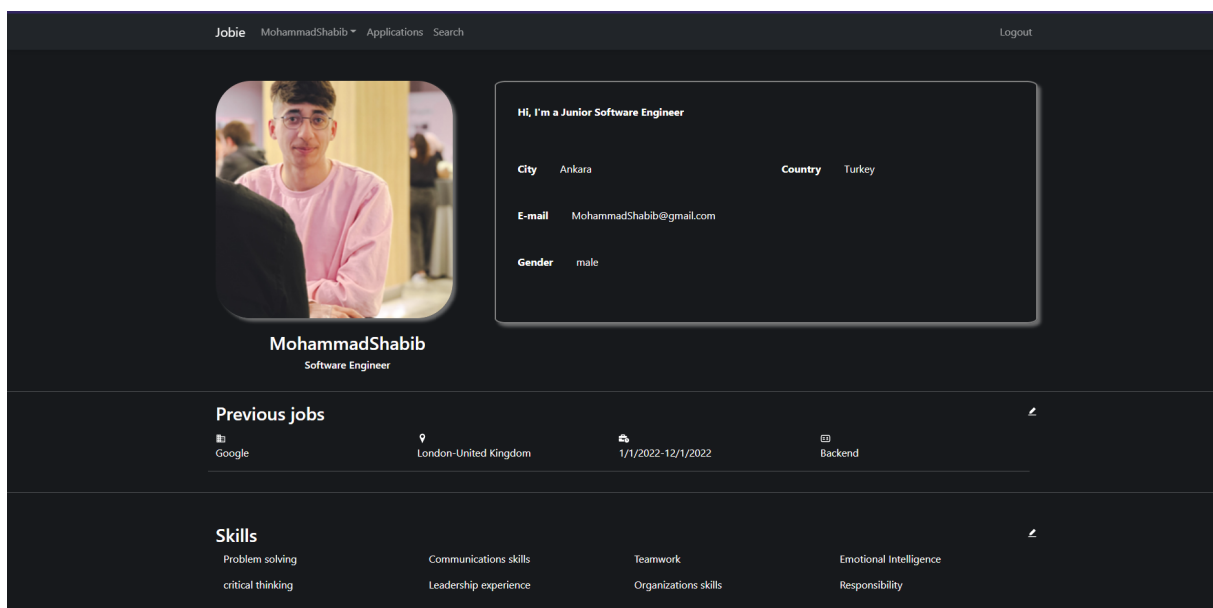 Jobie MohammadShabib Applications Search Logout
Hi, I'm a Junior Software Engineer
City Ankara Country Turkey
E-mail MohammadShabib@gmail.com
Gender male
MohammadShabib
Software Engineer
Previous jobs
Google London-United Kingdom 1/1/2022-12/1/2022 Backend
Skills
Problem solving Communications skills Teamwork Emotional Intelligence
critical thinking Leadership experience Organizations skills Responsibility